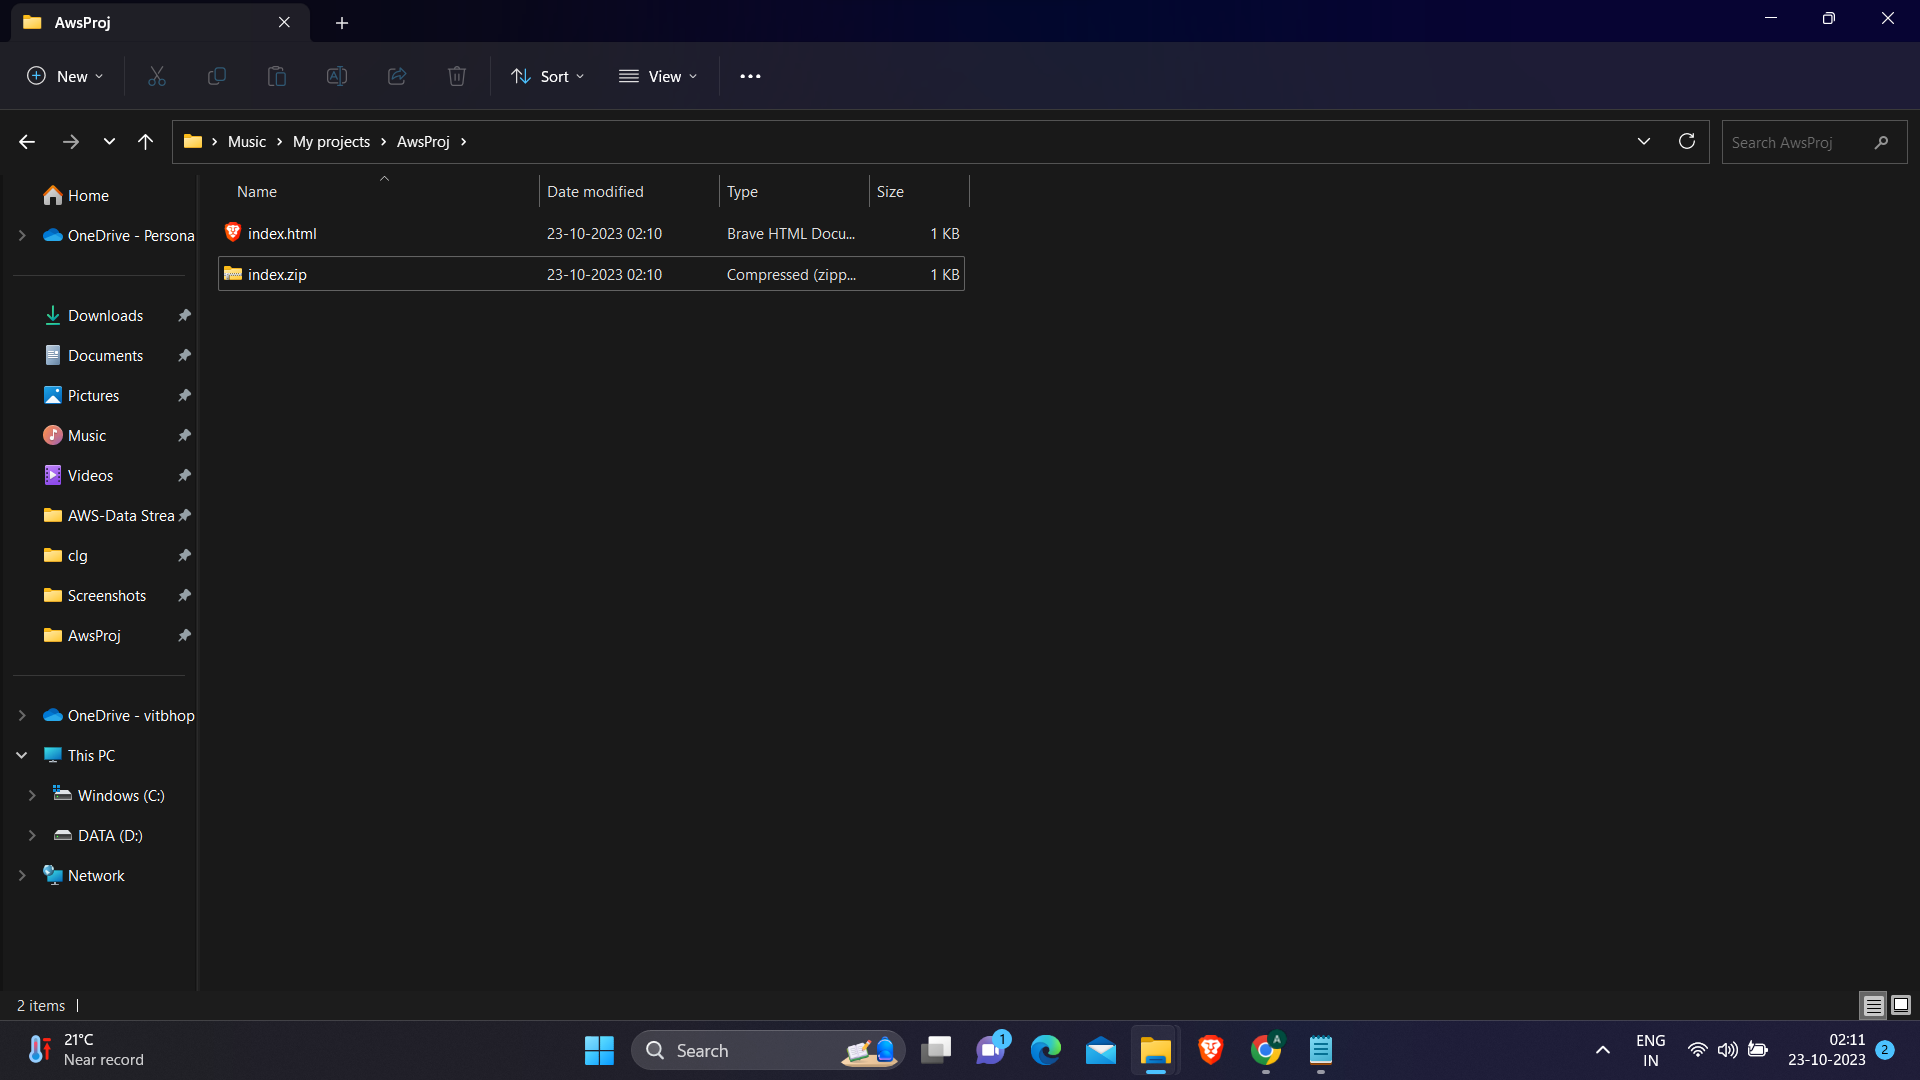 AwsProj
New
Sort
View
Music
My projects
AwsProj
Search AwsProj
Name
Date modified
Type
Size
index.html
23-10-2023 02:10
Brave HTML Docu...
1 KB
index.zip
23-10-2023 02:10
Compressed (zipp...
1 KB
Home
OneDrive - Persona
Downloads
Documents
Pictures
Music
Videos
AWS-Data Strea
clg
Screenshots
AwsProj
OneDrive - vitbhop
This PC
Windows (C:)
DATA (D:)
Network
2 items
21°C
Near record
Search
1
A
ENG
IN
02:11
23-10-2023
2